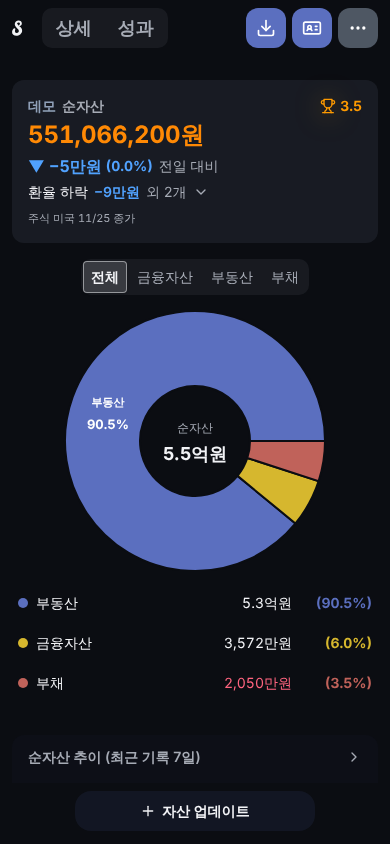 상세 성과
데모 순자산 3.5
551,066,200원
▼ −5만원 (0.0%) 전일 대비
환율 하락 −9만원 외 2개
주식 미국 11/25 종가
전체 금융자산 부동산 부채
부동산
90.5%
순자산
5.5억원
부동산 5.3억원 (90.5%)
금융자산 3,572만원 (6.0%)
부채 2,050만원 (3.5%)
순자산 추이 (최근 기록 7일)
+ 자산 업데이트